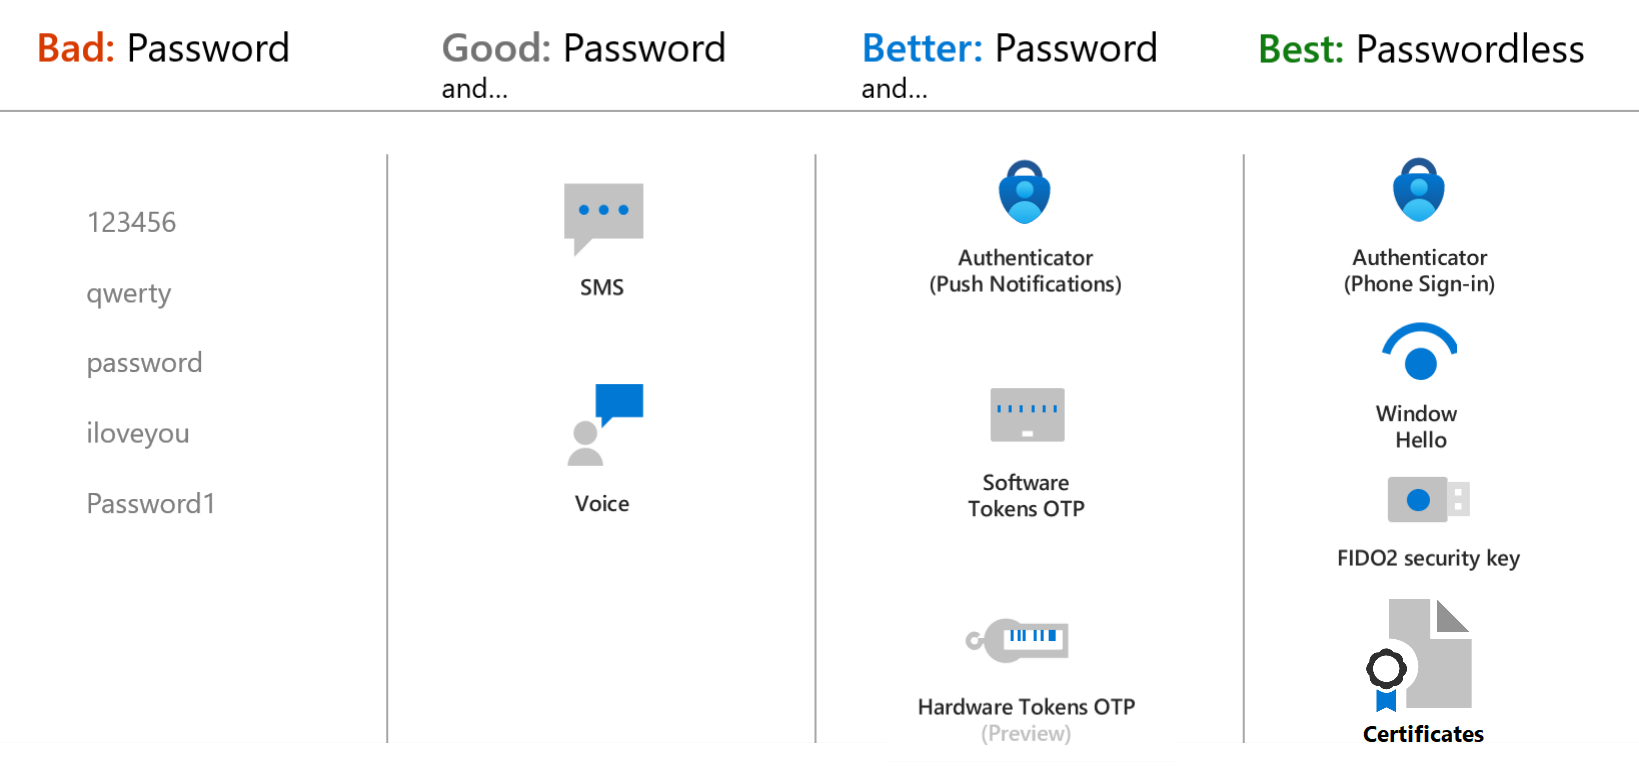 Bad: Password
Good: Password
and...
Better: Password
and...
Best: Passwordless
123456
qwerty
password
iloveyou
Password1
SMS
Voice
Authenticator
(Push Notifications)
Software
Tokens OTP
Hardware Tokens OTP
(Preview)
Authenticator
(Phone Sign-in)
Window
Hello
FIDO2 security key
Certificates